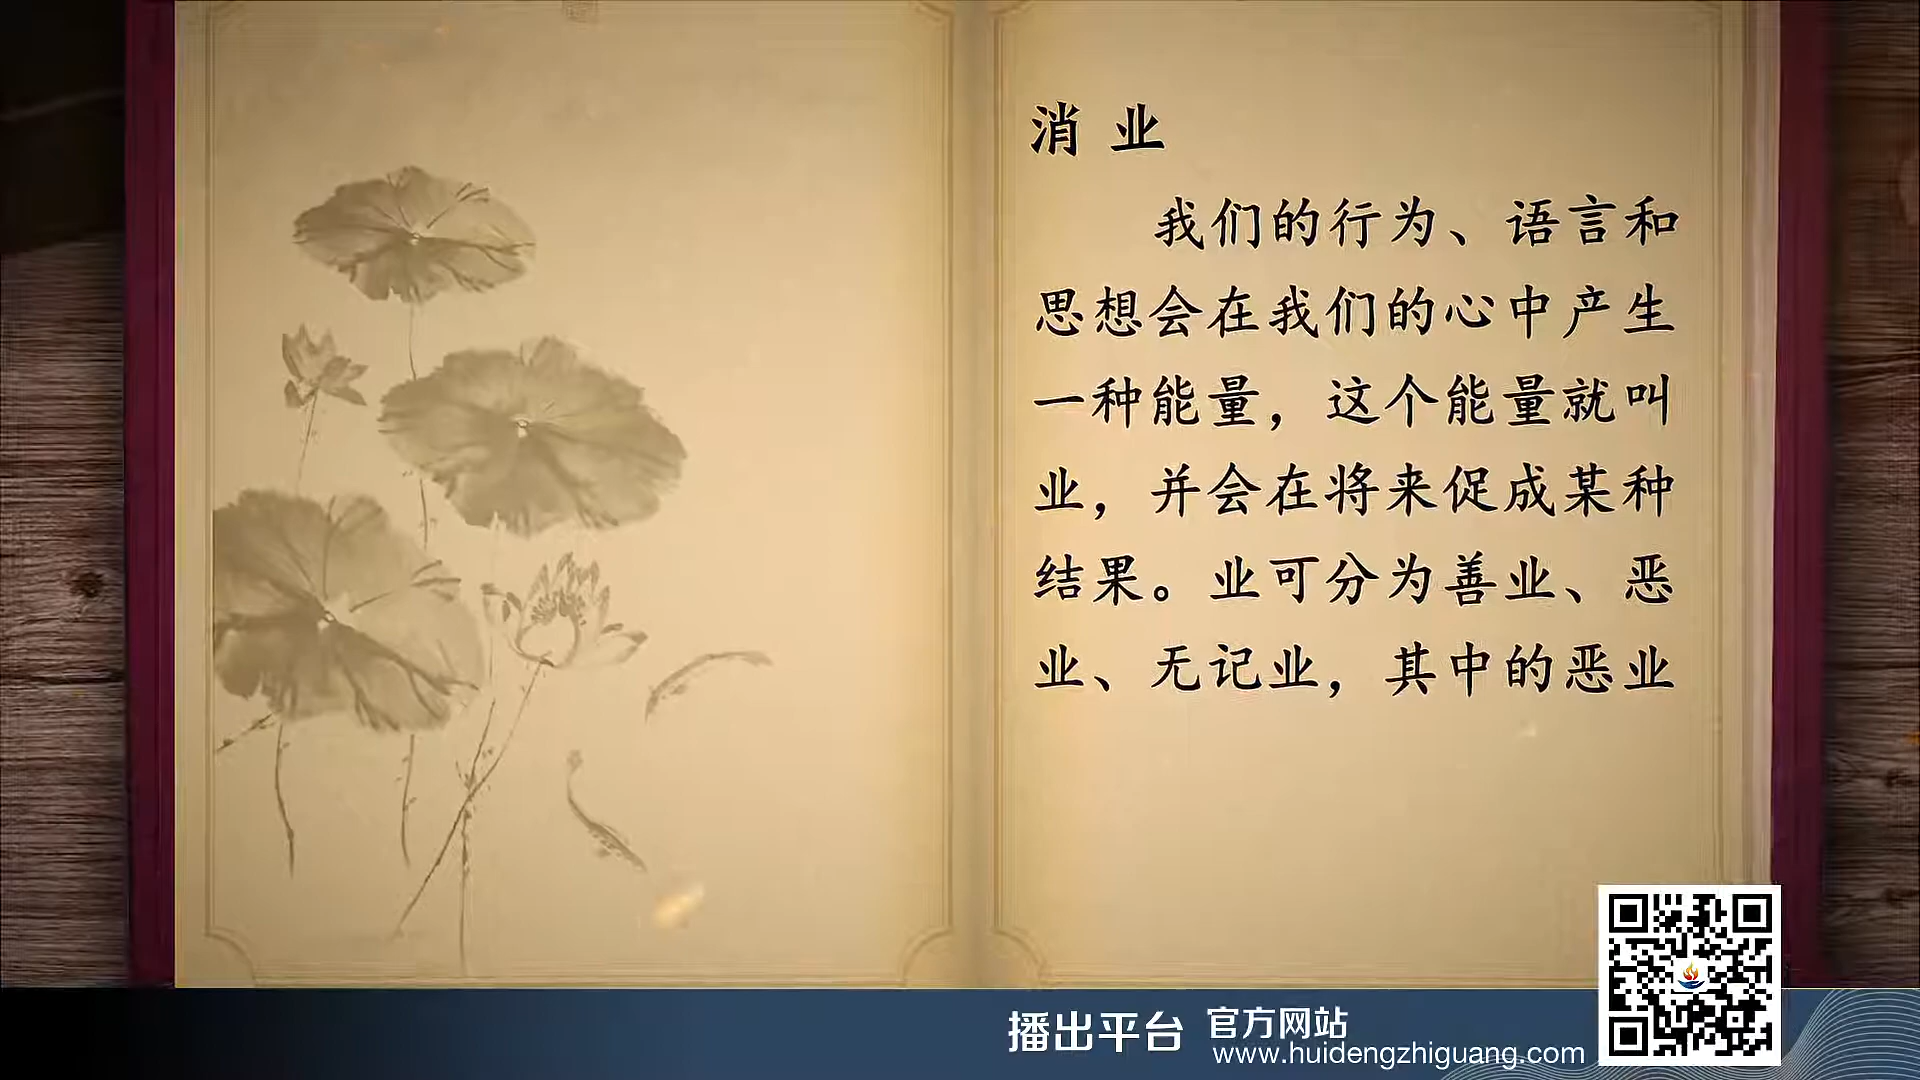 消 业
我们的行为、语言和
思想会在我们的心中产生
一种能量，这个能量就叫
业，并会在将来促成某种
结果。业可分为善业、恶
业、无记业，其中的恶业
播出平台 官方网站
www.huidengzhiguang.com